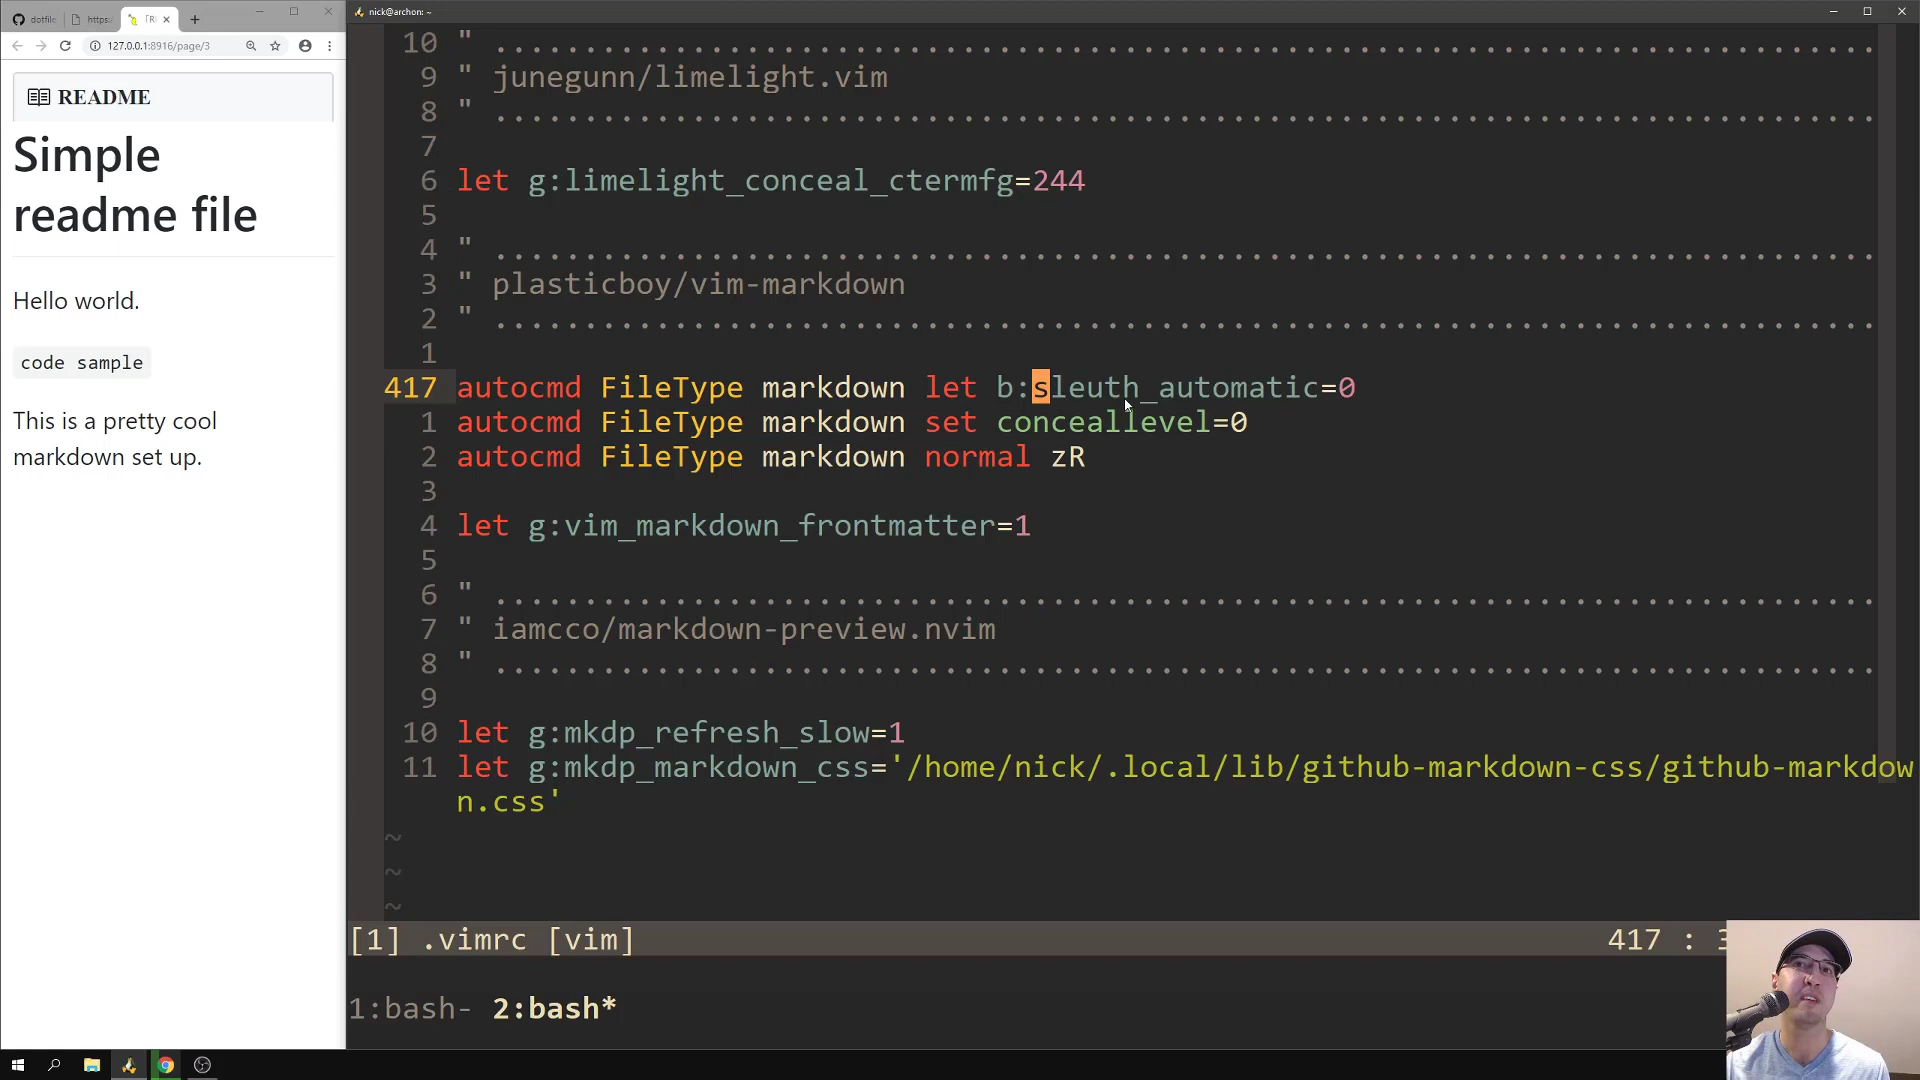 dotfile
https:
127.0.0.1:8916/page/3
README
Simple
readme file
Hello world.
code sample
This is a pretty cool
markdown set up.
nick@archon: ~
10 " ............................................................................
9 " junegunn/limelight.vim
8 " ............................................................................
7
6 let g:limelight_conceal_ctermfg=244
5
4 " ............................................................................
3 " plasticboy/vim-markdown
2 " ............................................................................
1
417 autocmd FileType markdown let b:sleuth_automatic=0
1 autocmd FileType markdown set conceallevel=0
2 autocmd FileType markdown normal zR
3
4 let g:vim_markdown_frontmatter=1
5
6 " ............................................................................
7 " iamcco/markdown-preview.nvim
8 " ............................................................................
9
10 let g:mkdp_refresh_slow=1
11 let g:mkdp_markdown_css='/home/nick/.local/lib/github-markdown-css/github-markdow
n.css'
~
~
~
[1] .vimrc [vim] 417 :
1:bash- 2:bash*